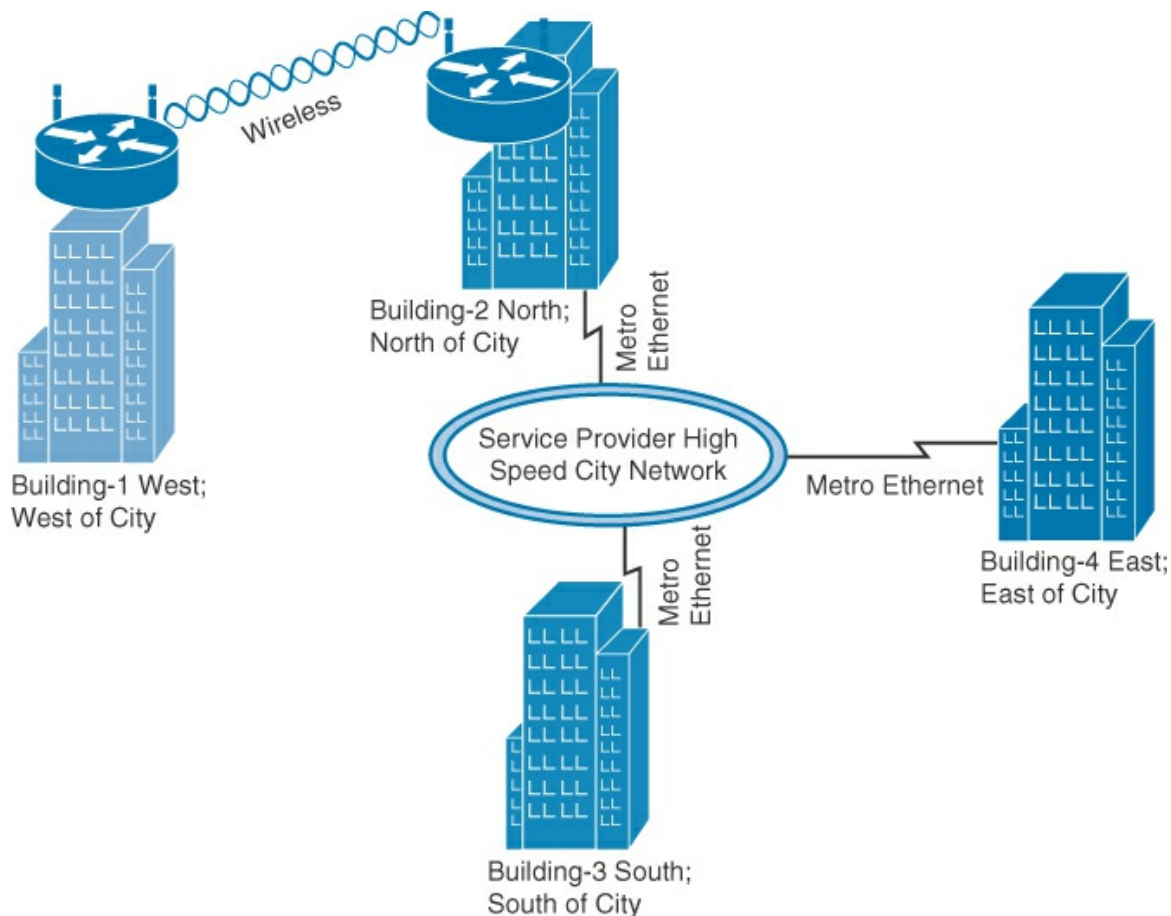 Wireless
Building-2 North;
North of City
Metro
Ethernet
Service Provider High
Speed City Network
Metro Ethernet
Building-1 West;
West of City
Metro
Ethernet
Building-4 East;
East of City
Building-3 South;
South of City